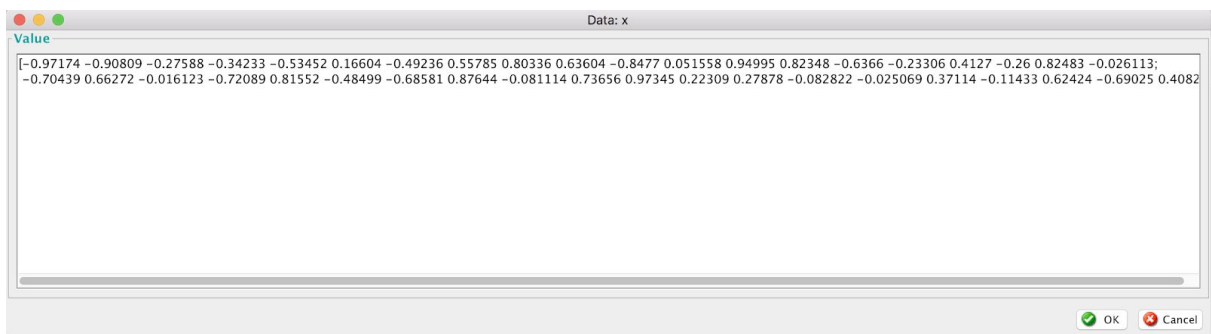 Data: x
Value
[-0.97174 -0.90809 -0.27588 -0.34233 -0.53452 0.16604 -0.49236 0.55785 0.80336 0.63604 -0.8477 0.051558 0.94995 0.82348 -0.6366 -0.23306 0.4127 -0.26 0.82483 -0.026113;
-0.70439 0.66272 -0.016123 -0.72089 0.81552 -0.48499 -0.68581 0.87644 -0.081114 0.73656 0.97345 0.22309 0.27878 -0.082822 -0.025069 0.37114 -0.11433 0.62424 -0.69025 0.4082
OK Cancel